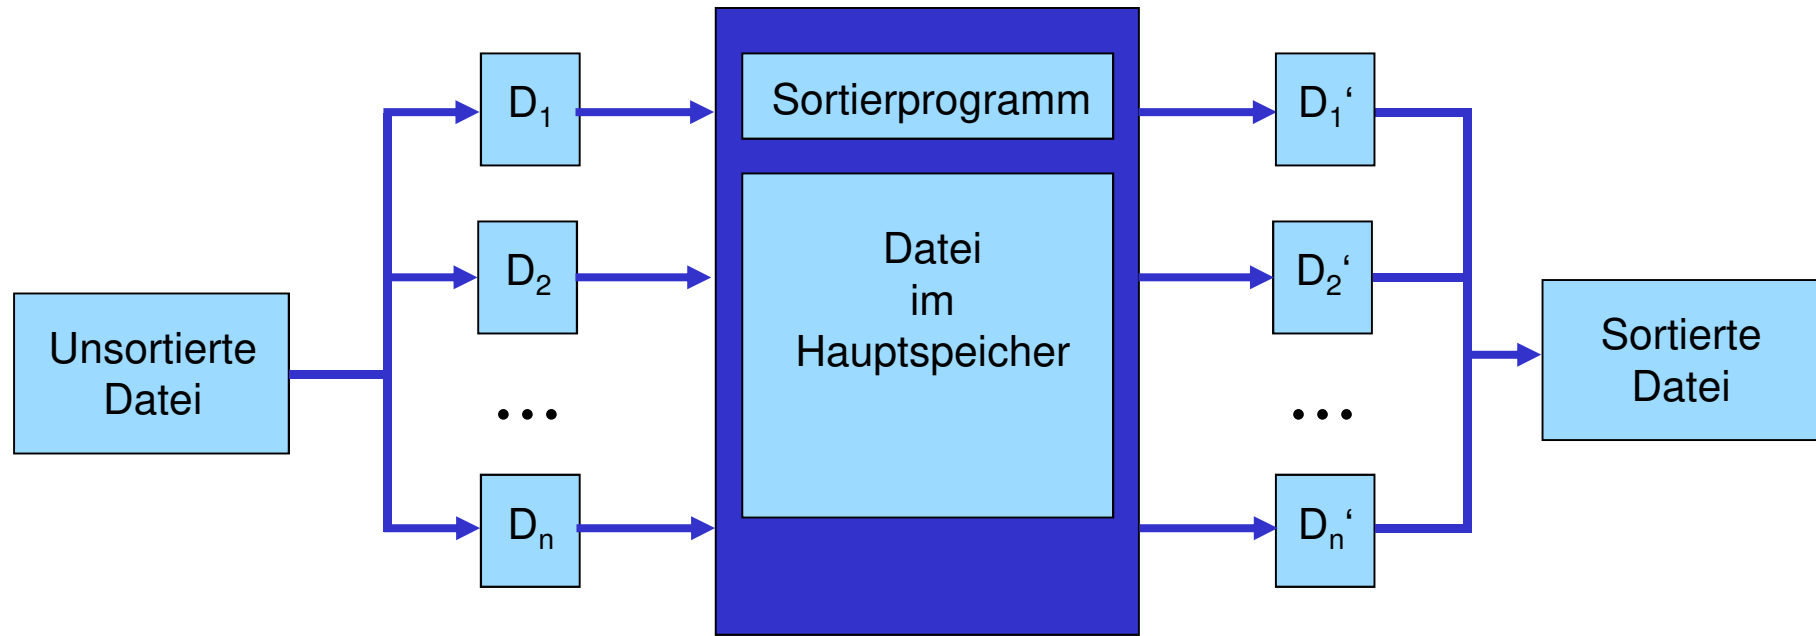 Unsortierte
Datei
D1
D2
...
Dn
Sortierprogramm
Datei
im
Hauptspeicher
D1‘
D2‘
...
Dn‘
Sortierte
Datei